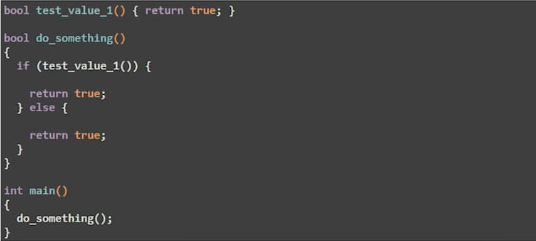 bool test_value_1() { return true; }
bool do_something()
{
if (test_value_1()) {
return true;
} else {
return true;
}
}
int main()
{
do_something();
}